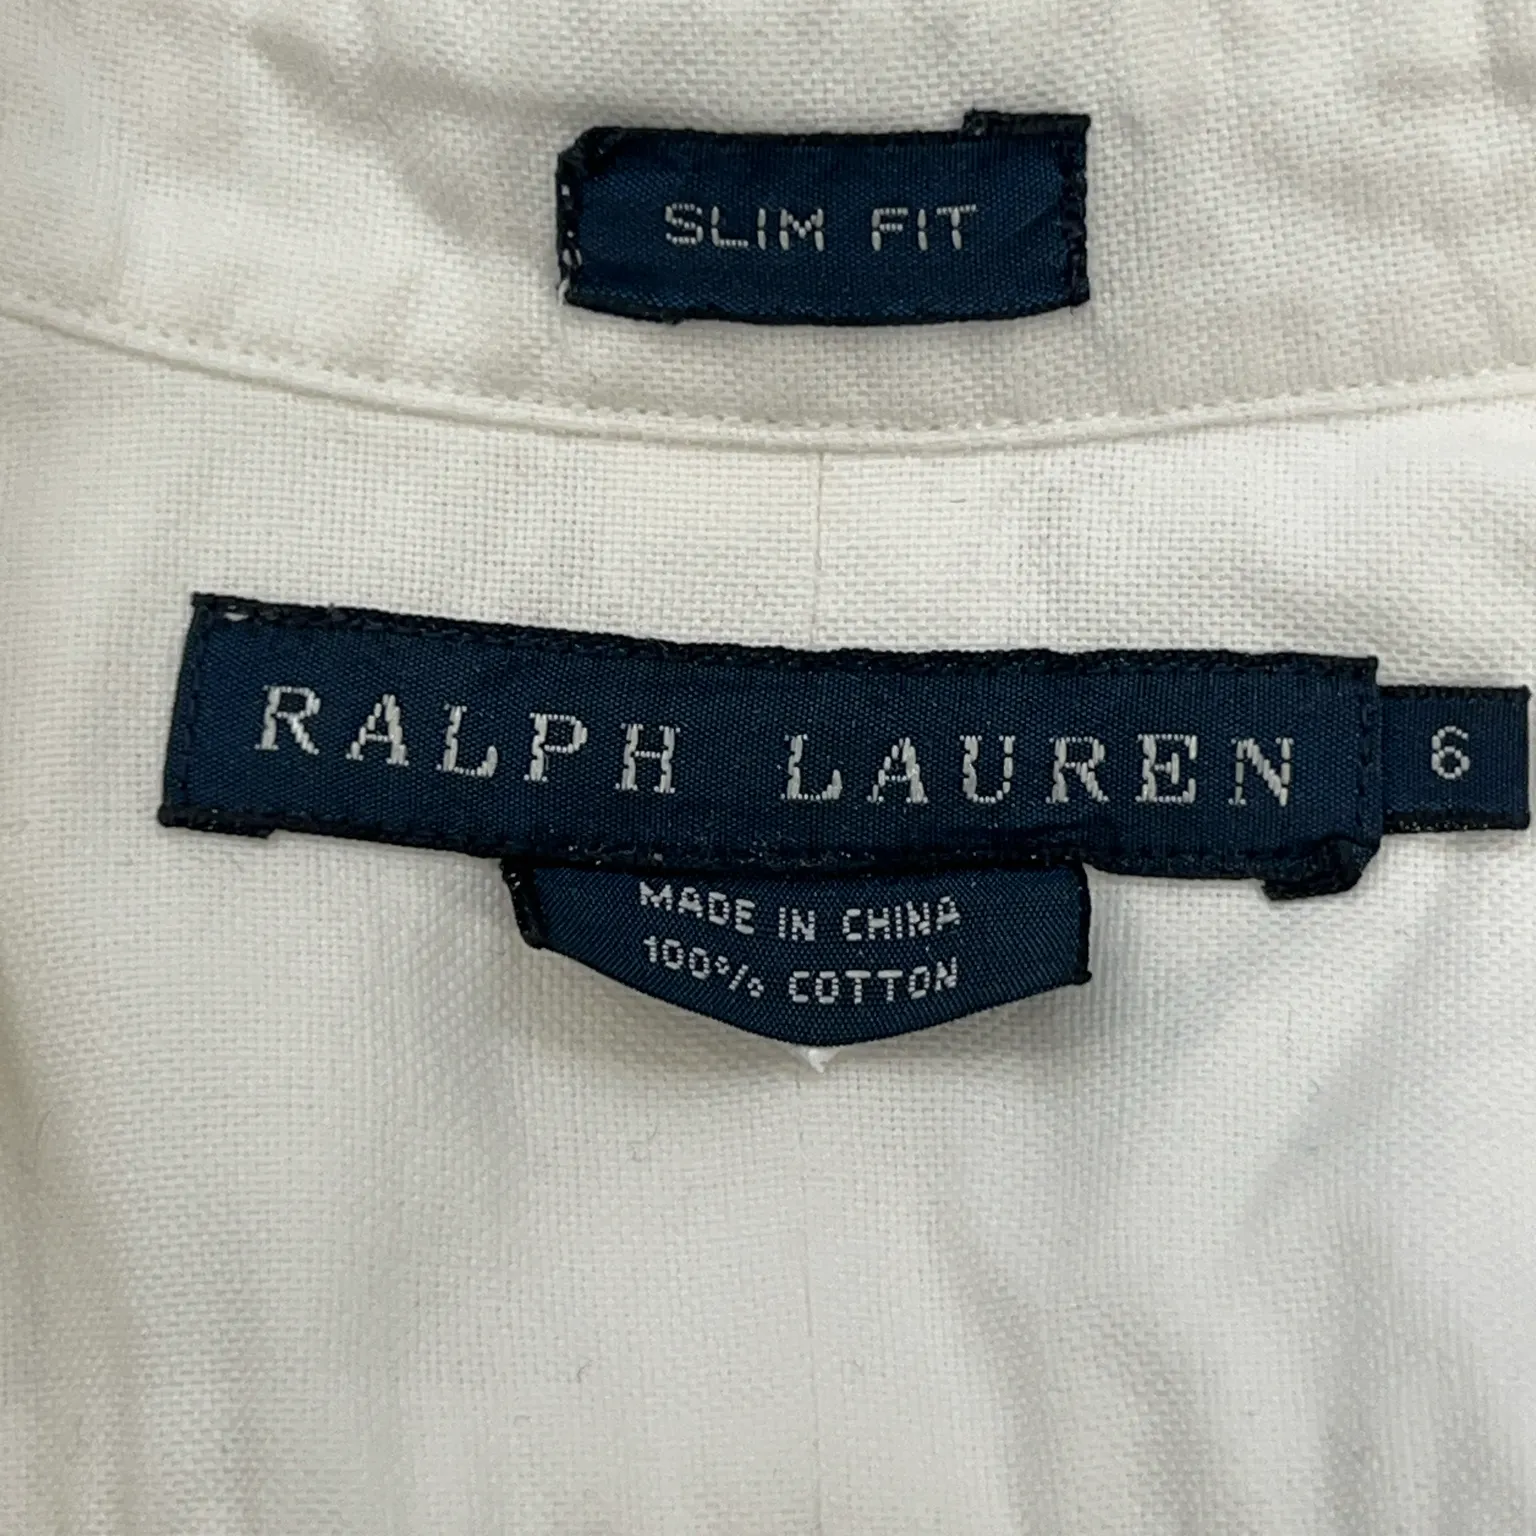 SLIM FIT
RALPH LAUREN 6
MADE IN CHINA
100% COTTON